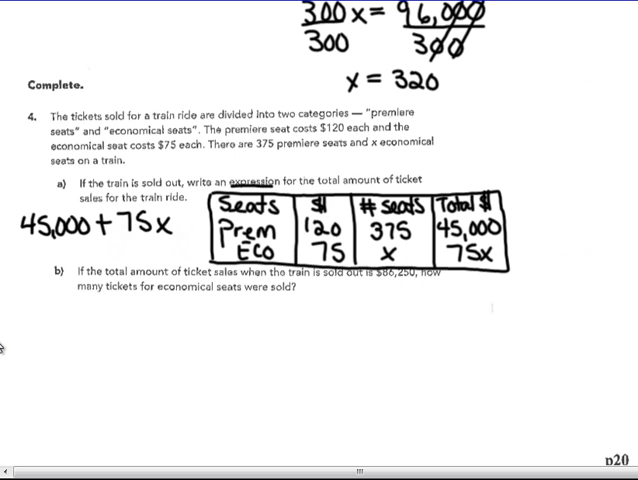 300x = 96,000
300 300
x = 320
Complete.
4. The tickets sold for a train ride are divided into two categories — "premiere
seats" and "economical seats". The premiere seat costs $120 each and the
economical seat costs $75 each. There are 375 premiere seats and x economical
seats on a train.
a) If the train is sold out, write an expression for the total amount of ticket
sales for the train ride.
45,000 + 75x
Seats $ # seats Total $
Prem 120 375 45,000
Eco 75 x 75x
b) If the total amount of ticket sales when the train is sold out is $86,250, how
many tickets for economical seats were sold?
p20